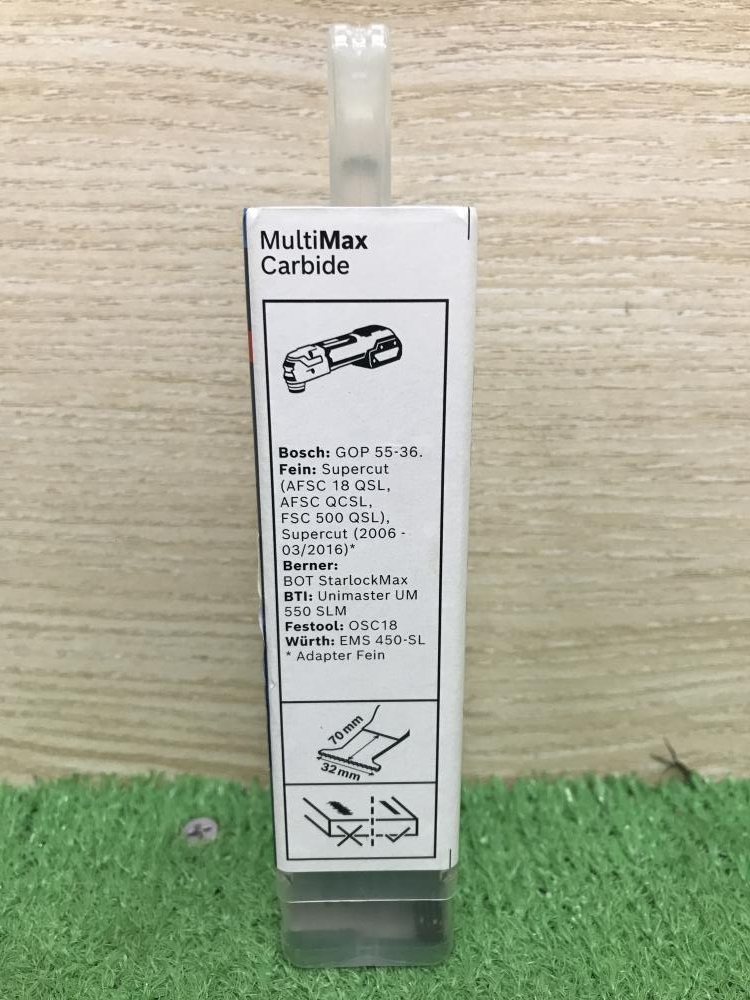 MultiMax
Carbide
Bosch: GOP 55-36.
Fein: Supercut
(AFSC 18 QSL,
AFSC QCSL,
FSC 500 QSL),
Supercut (2006 -
03/2016)*
Berner:
BOT StarlockMax
BTI: Unimaster UM
550 SLM
Festool: OSC18
Würth: EMS 450-SL
* Adapter Fein
70 mm
32 mm